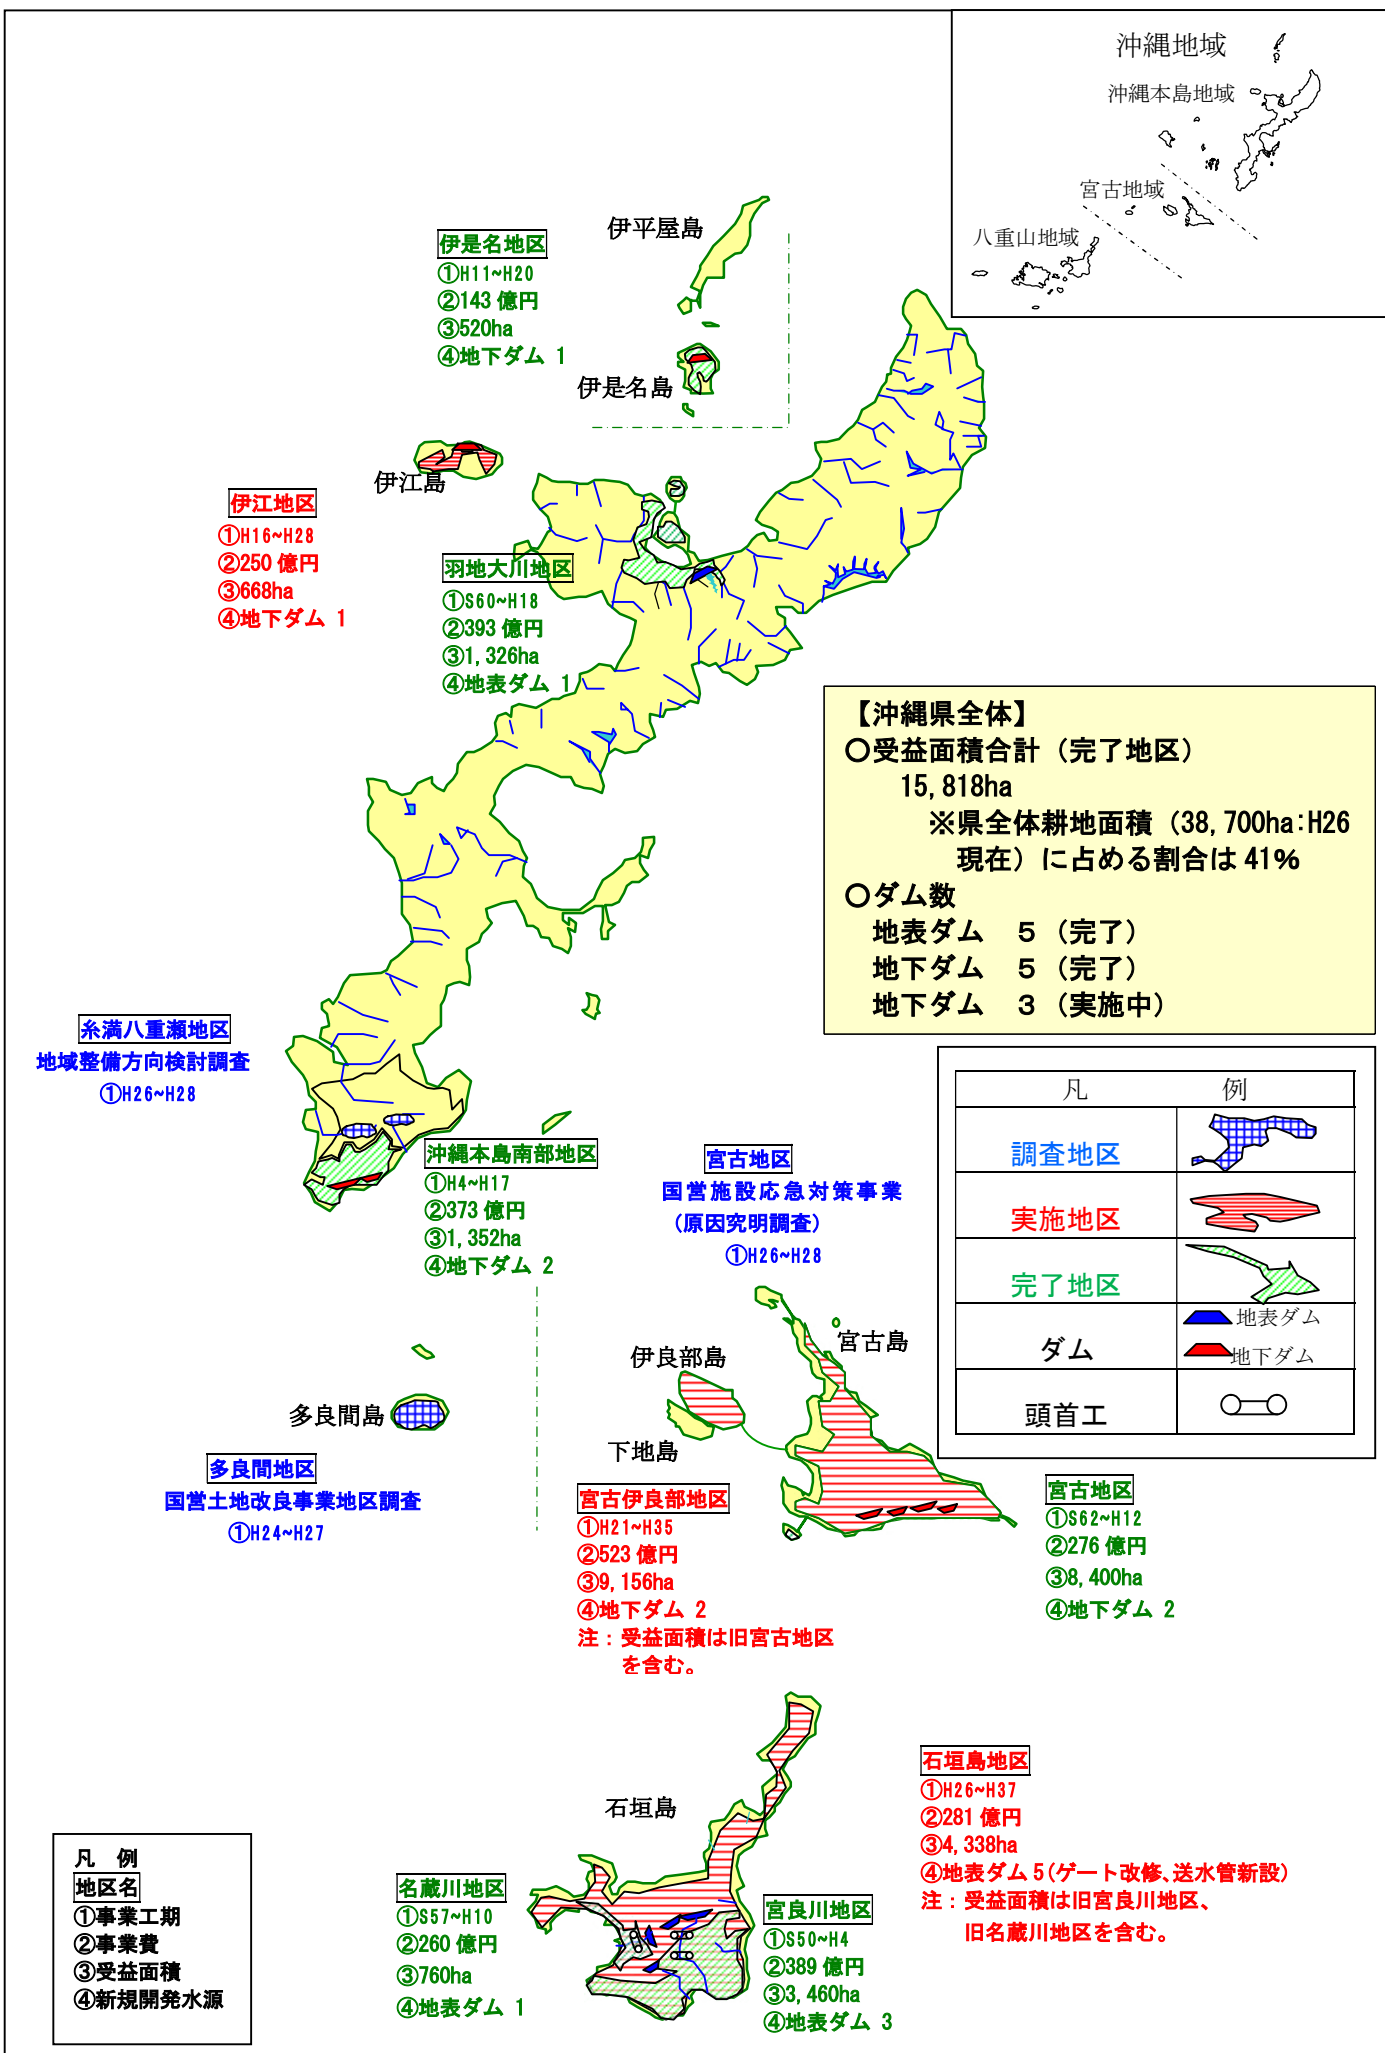 沖縄地域
沖縄本島地域
宮古地域
八重山地域
伊平屋島
伊是名地区
①H11~H20
②143 億円
③520ha
④地下ダム 1
伊是名島
伊江島
伊江地区
①H16~H28
②250 億円
③668ha
④地下ダム 1
羽地大川地区
①S60~H18
②393 億円
③1,326ha
④地表ダム 1
【沖縄県全体】
○受益面積合計（完了地区）
15,818ha
※県全体耕地面積（38,700ha:H26
現在）に占める割合は 41%
○ダム数
地表ダム　５（完了）
地下ダム　５（完了）
地下ダム　３（実施中）
糸満八重瀬地区
地域整備方向検討調査
①H26~H28
沖縄本島南部地区
①H4~H17
②373 億円
③1,352ha
④地下ダム 2
宮古地区
国営施設応急対策事業
（原因究明調査）
①H26~H28
凡　例
調査地区
実施地区
完了地区
ダム
地表ダム
地下ダム
頭首工
宮古島
伊良部島
下地島
多良間島
多良間地区
国営土地改良事業地区調査
①H24~H27
宮古伊良部地区
①H21~H35
②523 億円
③9,156ha
④地下ダム 2
注：受益面積は旧宮古地区
を含む。
宮古地区
①S62~H12
②276 億円
③8,400ha
④地下ダム 2
石垣島
石垣島地区
①H26~H37
②281 億円
③4,338ha
④地表ダム 5(ゲート改修、送水管新設)
注：受益面積は旧宮良川地区、
旧名蔵川地区を含む。
名蔵川地区
①S57~H10
②260 億円
③760ha
④地表ダム 1
宮良川地区
①S50~H4
②389 億円
③3,460ha
④地表ダム 3
凡　例
地区名
①事業工期
②事業費
③受益面積
④新規開発水源